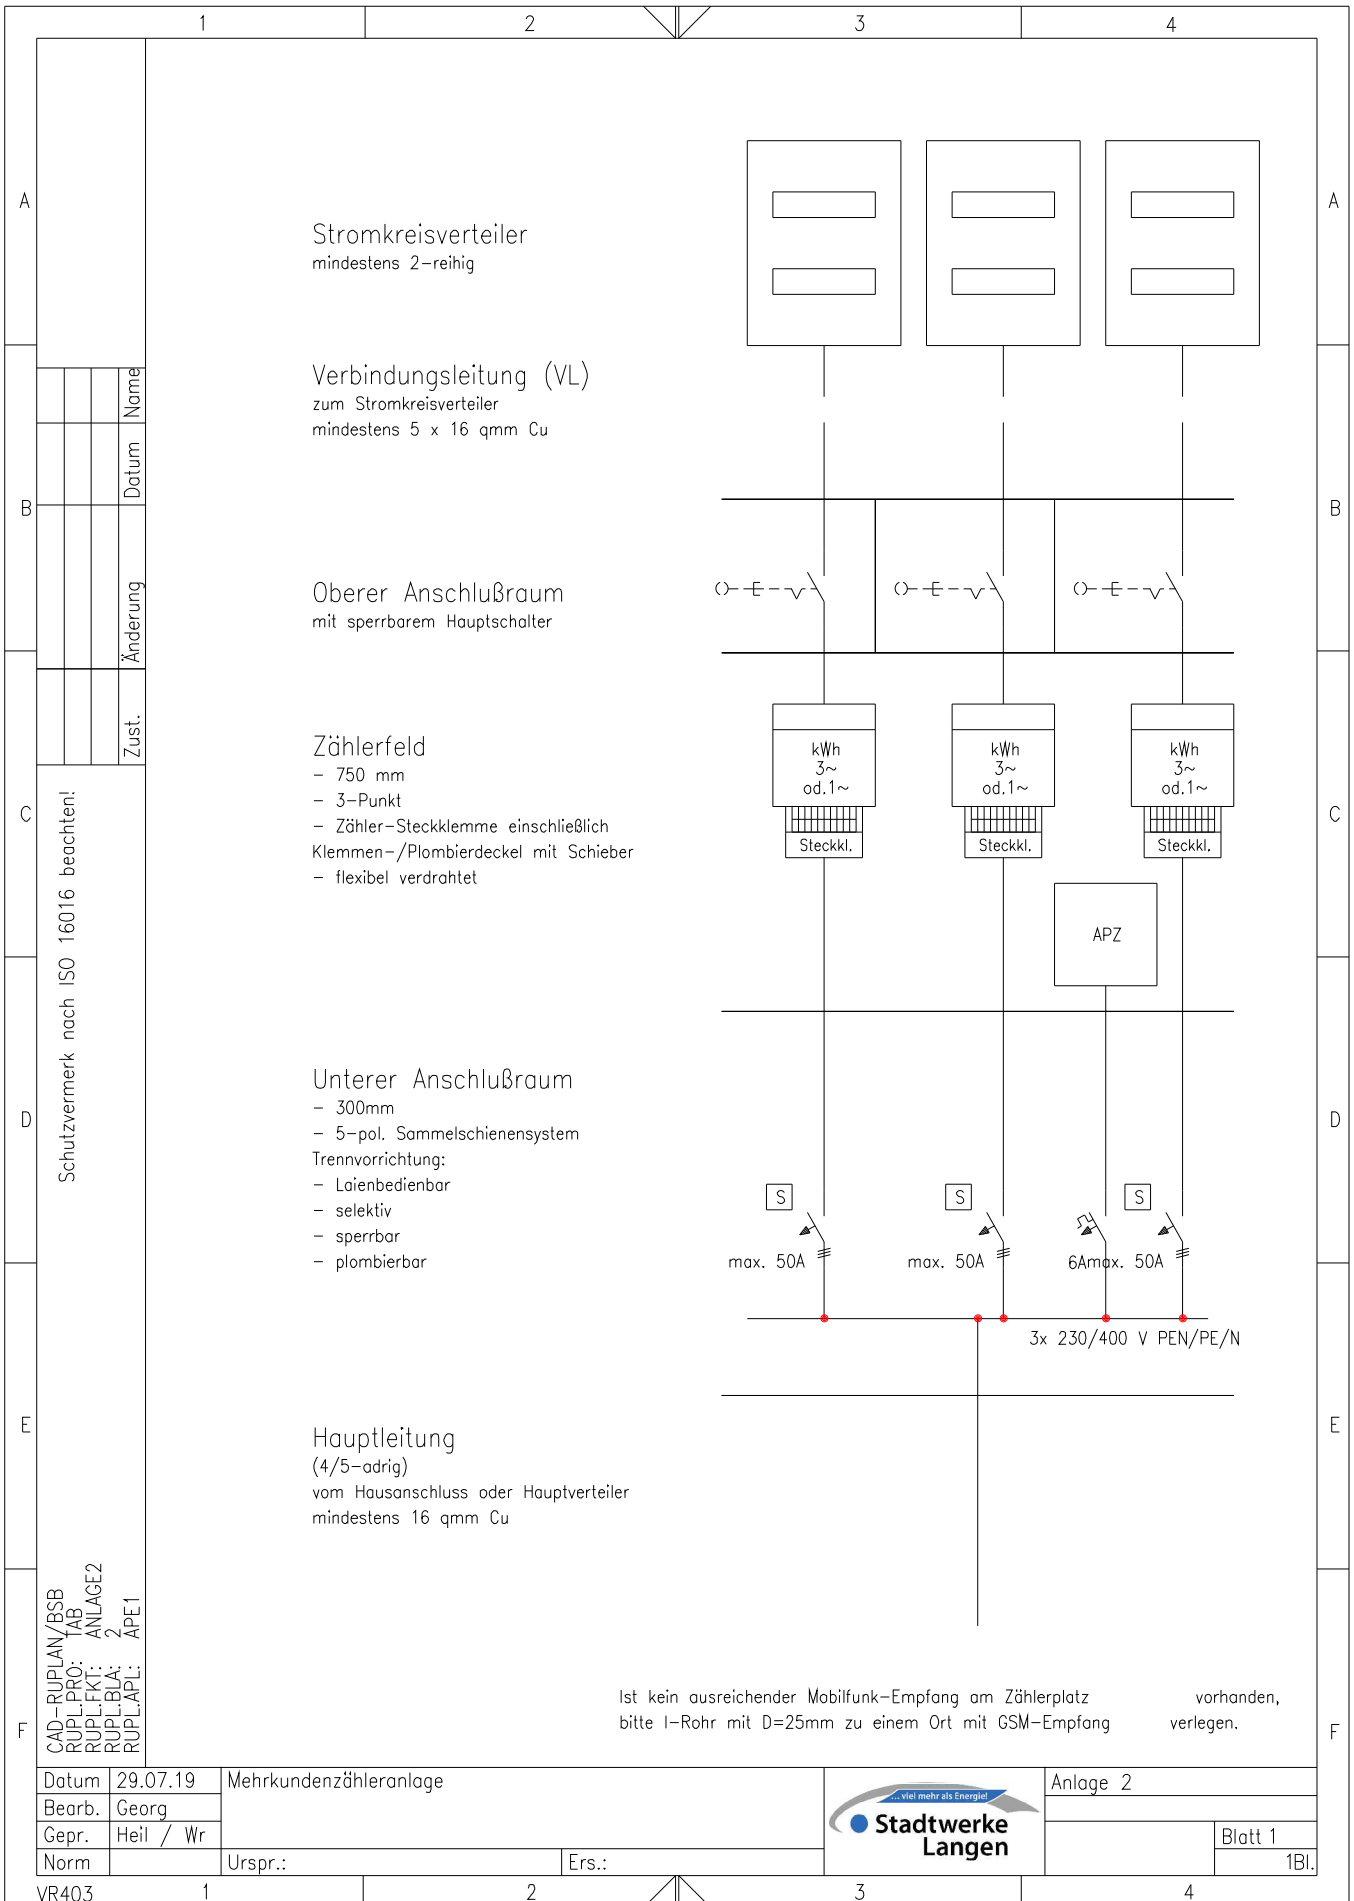 1 2 3 4
A A
Stromkreisverteiler
mindestens 2-reihig
Verbindungsleitung (VL)
zum Stromkreisverteiler
mindestens 5 x 16 qmm Cu
Name
Datum
Änderung
Zust.
B B
Oberer Anschlußraum
mit sperrbarem Hauptschalter
E E E
Zählerfeld
- 750 mm
- 3-Punkt
- Zähler-Steckklemme einschließlich
Klemmen-/Plombierdeckel mit Schieber
- flexibel verdrahtet
kWh
3~
od.1~
Steckkl.
kWh
3~
od.1~
Steckkl.
kWh
3~
od.1~
Steckkl.
C C
APZ
Schutzvermerk nach ISO 16016 beachten!
Unterer Anschlußraum
- 300mm
- 5-pol. Sammelschienensystem
Trennvorrichtung:
- Laienbedienbar
- selektiv
- sperrbar
- plombierbar
D D
S S S
max. 50A max. 50A 6Amax. 50A
3x 230/400 V PEN/PE/N
E E
Hauptleitung
(4/5-adrig)
vom Hausanschluss oder Hauptverteiler
mindestens 16 qmm Cu
CAD-RUPLAN/BSB
RUPL.PRO: TAB
RUPL.FKT: ANLAGE2
RUPL.BLA: 2
RUPL.APL: APE1
Ist kein ausreichender Mobilfunk-Empfang am Zählerplatz vorhanden,
bitte I-Rohr mit D=25mm zu einem Ort mit GSM-Empfang verlegen.
F F
Datum 29.07.19 Mehrkundenzähleranlage
Bearb. Georg
Gepr. Heil / Wr
Norm Urspr.: Ers.:
... viel mehr als Energie!
Stadtwerke
Langen
Anlage 2
Blatt 1
1Bl.
VR403 1 2 3 4